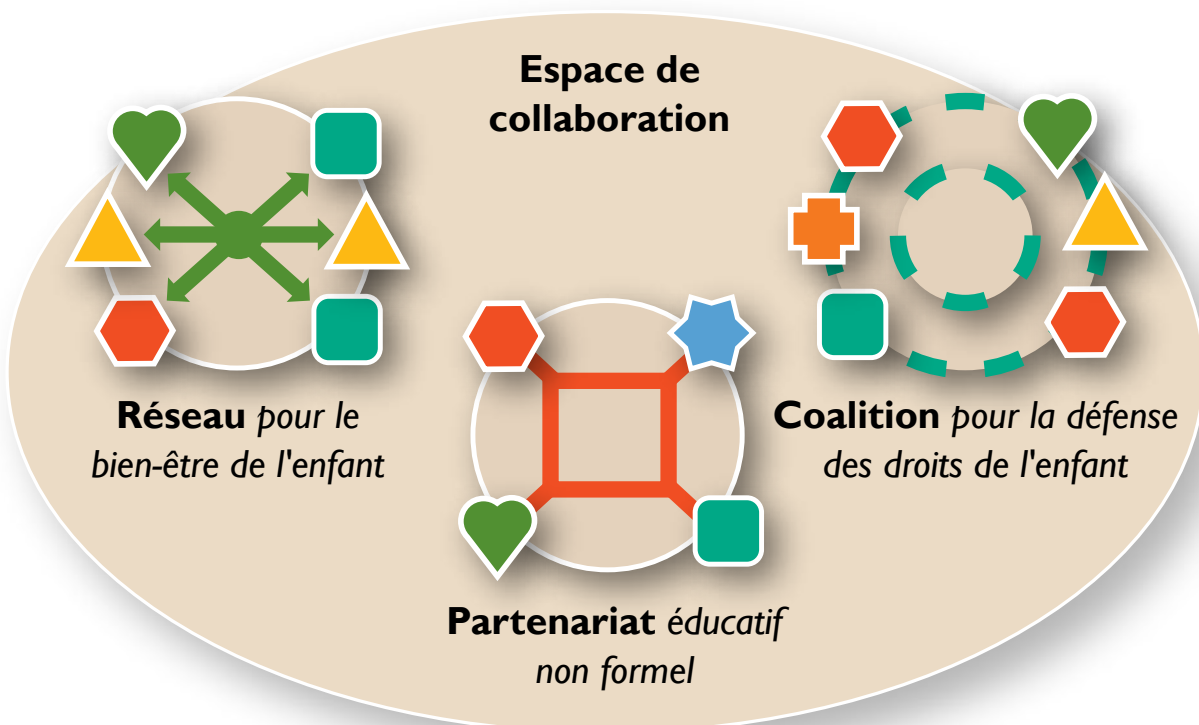 Espace de
collaboration
Réseau pour le
bien-être de l'enfant
Coalition pour la défense
des droits de l'enfant
Partenariat éducatif
non formel